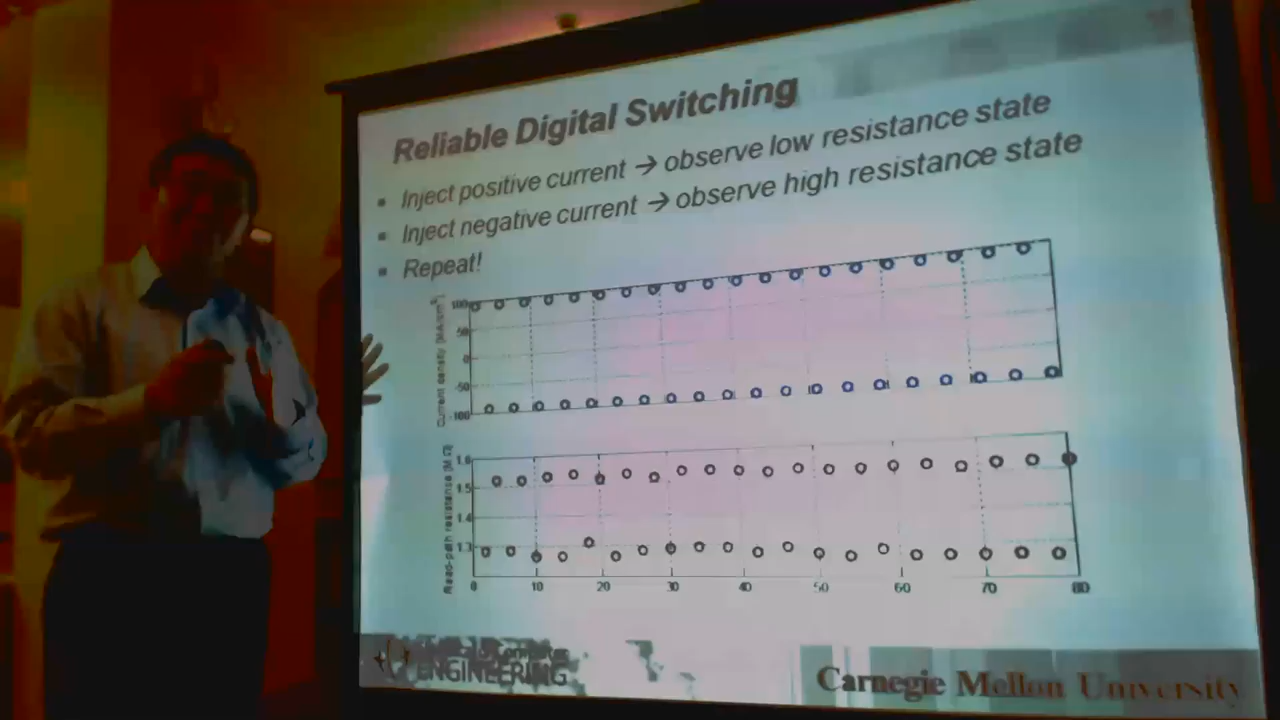 Reliable Digital Switching
▪ Inject positive current → observe low resistance state
▪ Inject negative current → observe high resistance state
▪ Repeat!
Current density
100
50
0
-50
-100
Read-path resistance
1.6
1.5
1.4
1.3
0 10 20 30 40 50 60 70 80
ENGINEERING
Carnegie Mellon University